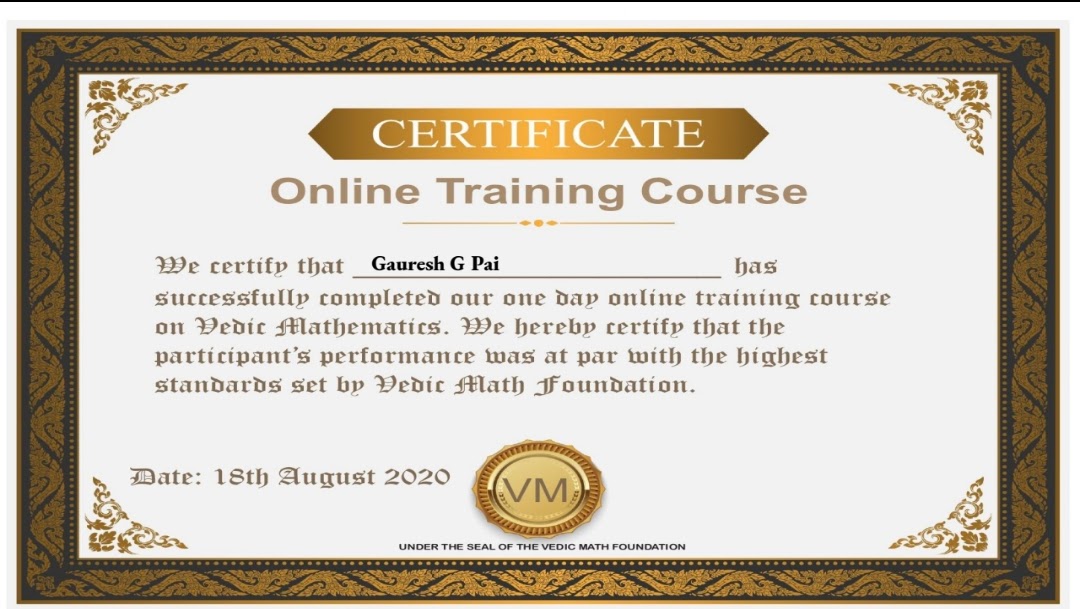 CERTIFICATE
Online Training Course
We certify that Gauresh G Pai has
successfully completed our one day online training course
on Vedic Mathematics. We hereby certify that the
participant's performance was at par with the highest
standards set by Vedic Math Foundation.
Date: 18th August 2020
VM
UNDER THE SEAL OF THE VEDIC MATH FOUNDATION